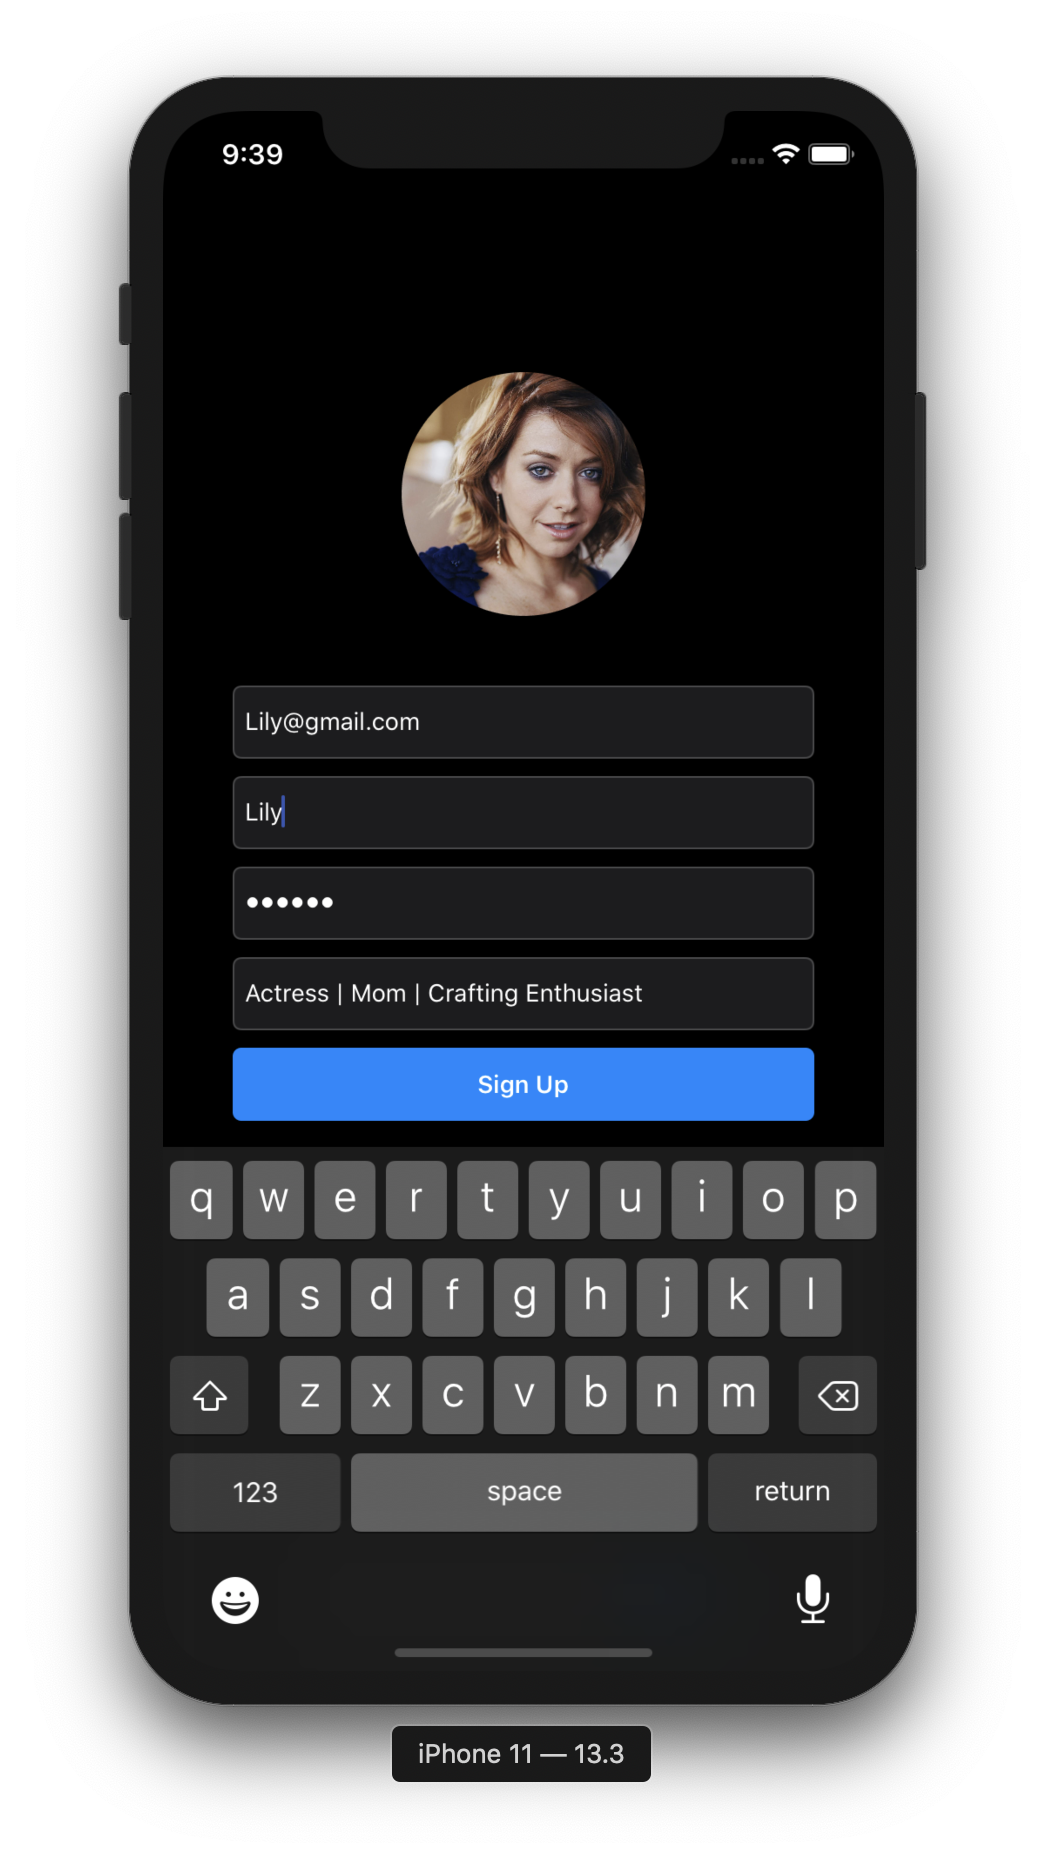 9:39
Lily@gmail.com
Lily
••••••
Actress | Mom | Crafting Enthusiast
Sign Up
q w e r t y u i o p
a s d f g h j k l
z x c v b n m
123 space return
iPhone 11 — 13.3